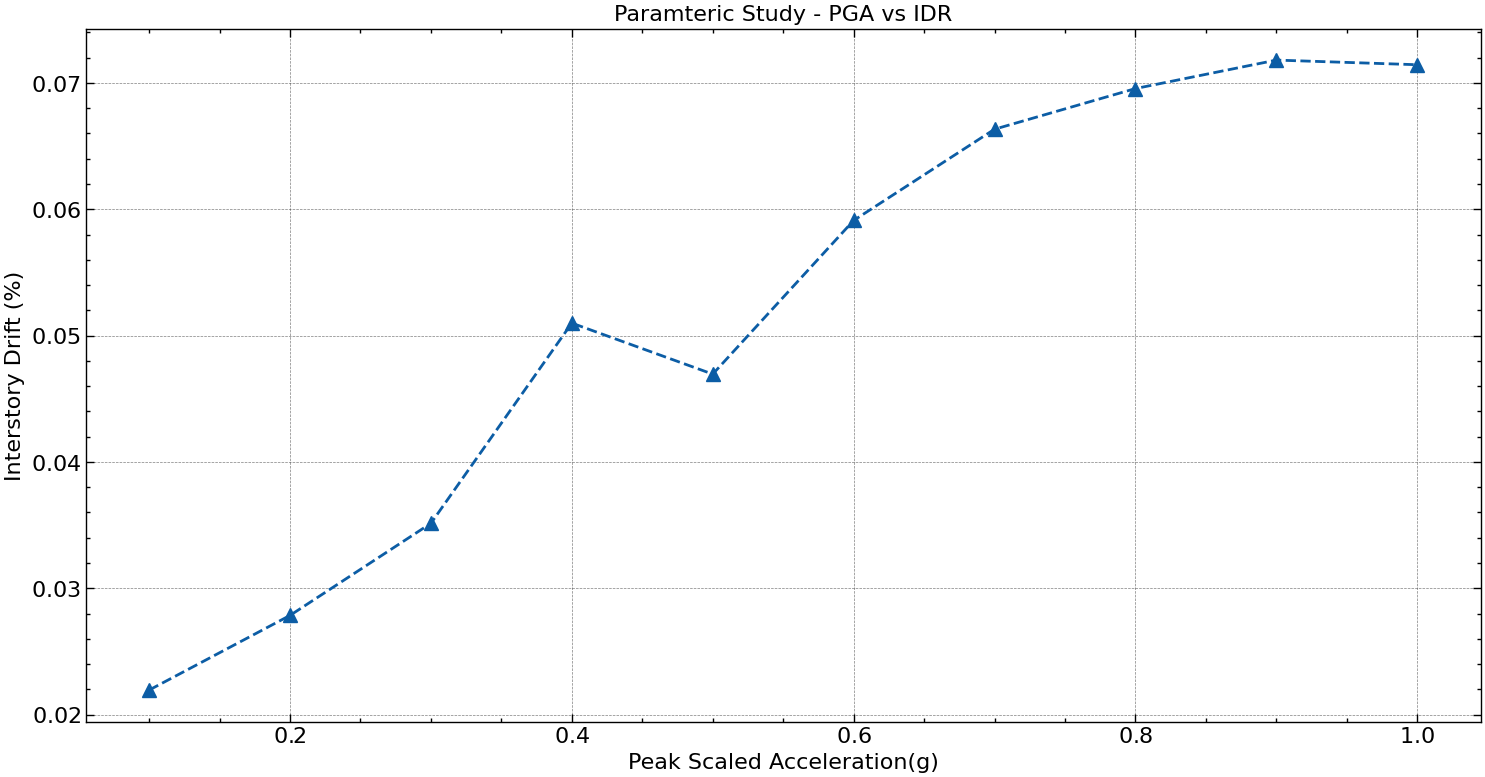 Paramteric Study - PGA vs IDR
Interstory Drift (%)
0.07
0.06
0.05
0.04
0.03
0.02
0.2 0.4 0.6 0.8 1.0
Peak Scaled Acceleration(g)